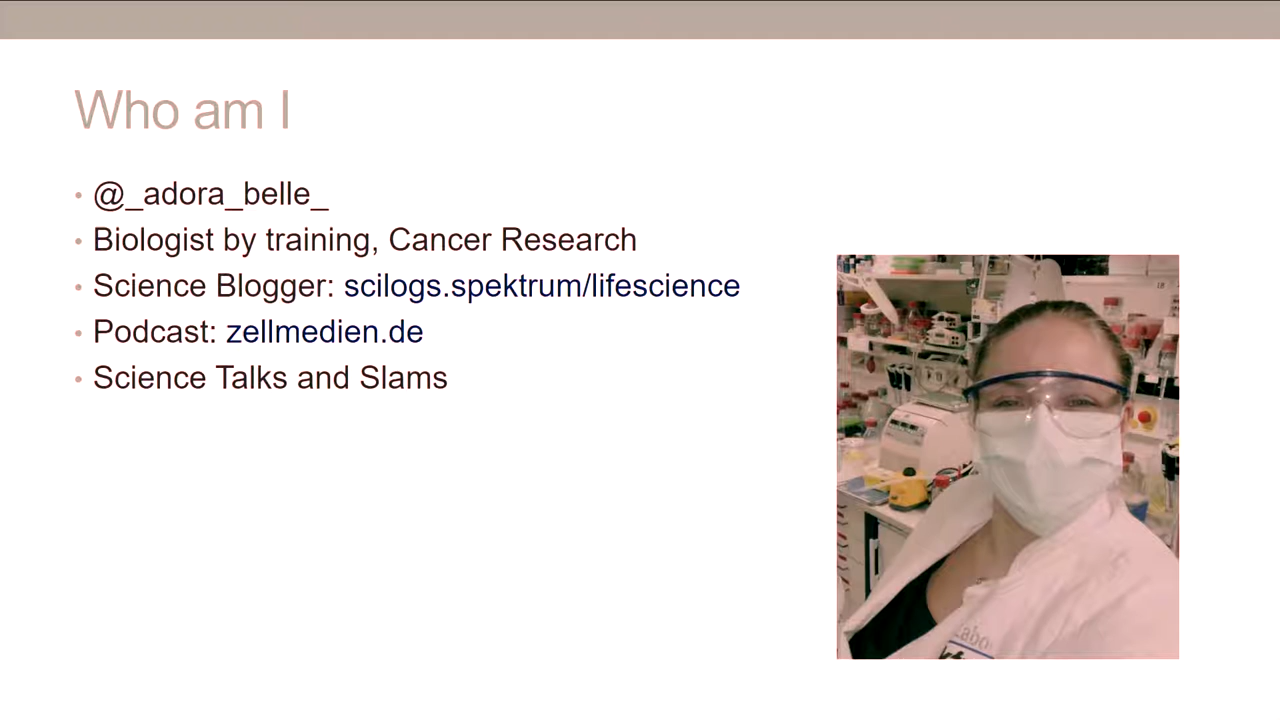 Who am I
@_adora_belle_
Biologist by training, Cancer Research
Science Blogger: scilogs.spektrum/lifescience
Podcast: zellmedien.de
Science Talks and Slams